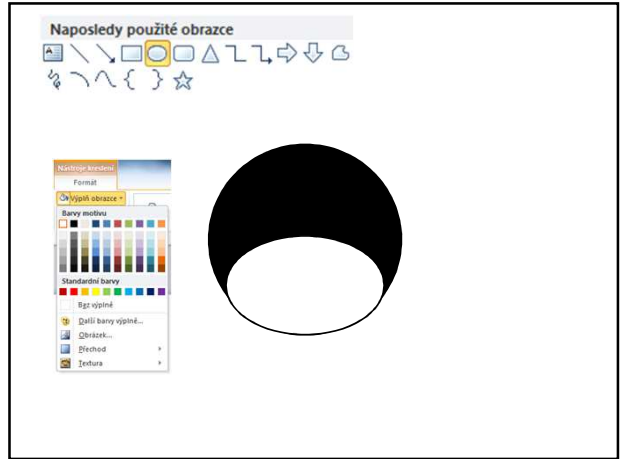 Naposledy použité obrazce
Nástroje kreslení
Formát
Výplň obrazce
Barvy motivu
Standardní barvy
Bez výplně
Další barvy výplně...
Obrázek...
Přechod
Textura